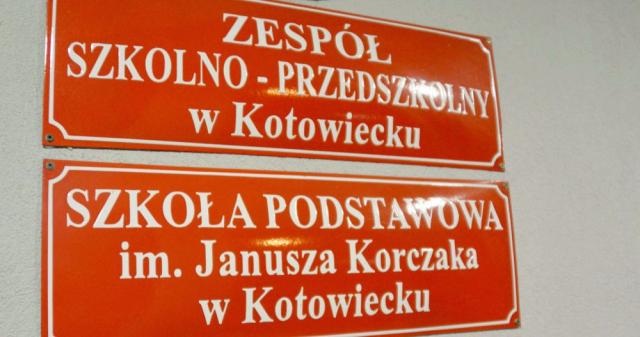 ZESPÓŁ
SZKOLNO - PRZEDSZKOLNY
w Kotowiecku
SZKOŁA PODSTAWOWA
im. Janusza Korczaka
w Kotowiecku